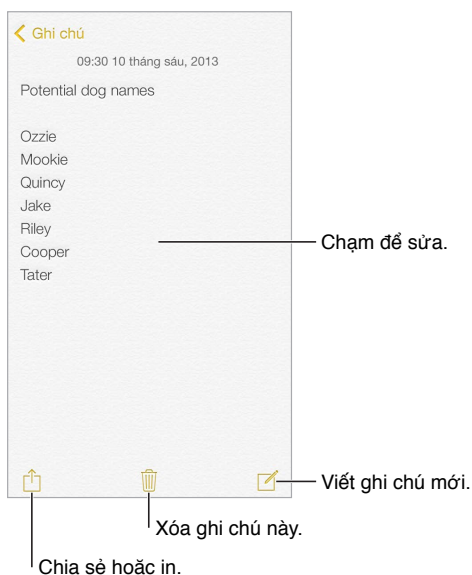 Ghi chú
09:30 10 tháng sáu, 2013
Potential dog names
Ozzie
Mookie
Quincy
Jake
Riley
Cooper
Tater
Chạm để sửa.
Viết ghi chú mới.
Xóa ghi chú này.
Chia sẻ hoặc in.